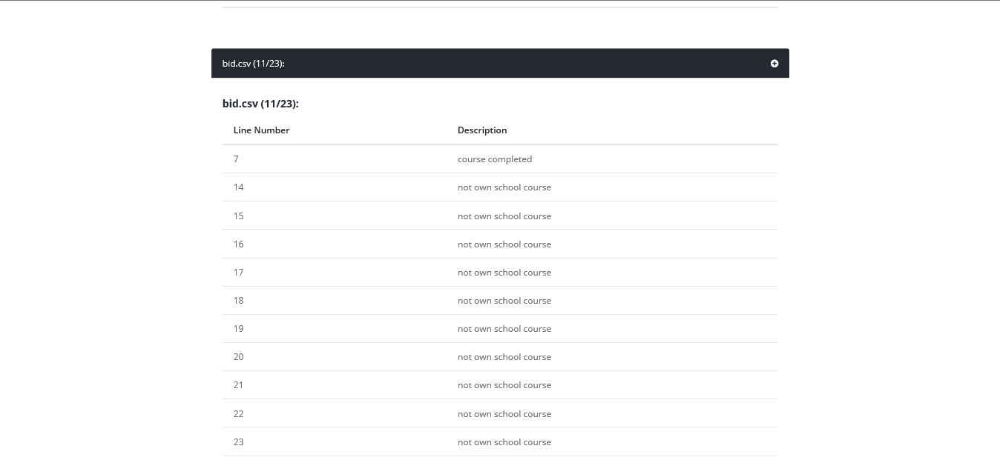 bid.csv (11/23):
bid.csv (11/23):
Line Number Description
7 course completed
14 not own school course
15 not own school course
16 not own school course
17 not own school course
18 not own school course
19 not own school course
20 not own school course
21 not own school course
22 not own school course
23 not own school course